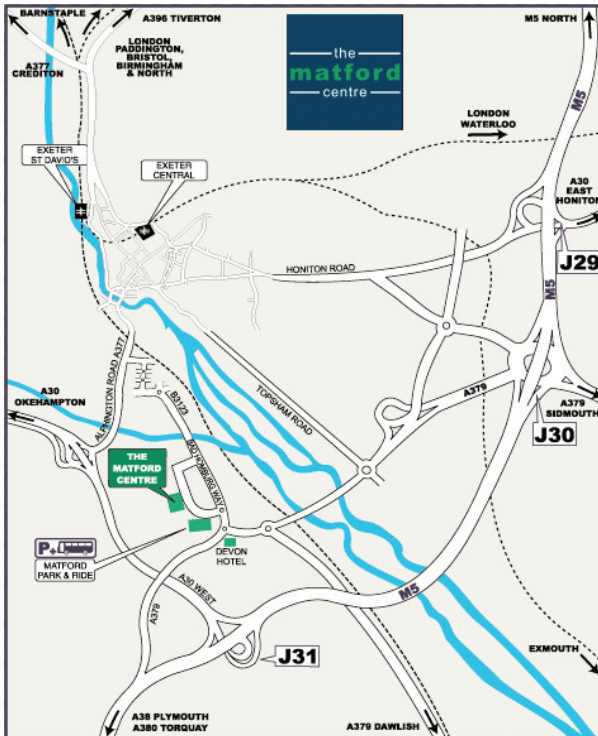 BARNSTAPLE
A396 TIVERTON
M5 NORTH
LONDON
PADDINGTON,
BRISTOL,
BIRMINGHAM
& NORTH
A377
CREDITON
the
matford
centre
M5
LONDON
WATERLOO
EXETER
ST DAVID'S
EXETER
CENTRAL
A30
EAST
HONITON
J29
HONITON ROAD
M5
A30
OKEHAMPTON
ALPHINGTON ROAD A377
B3123
TOPSHAM ROAD
A379
A379
SIDMOUTH
J30
THE
MATFORD
CENTRE
BAD HOMBURG WAY
P+
MATFORD
PARK & RIDE
DEVON
HOTEL
A30 WEST
A379
M5
J31
EXMOUTH
A38 PLYMOUTH
A380 TORQUAY
A379 DAWLISH